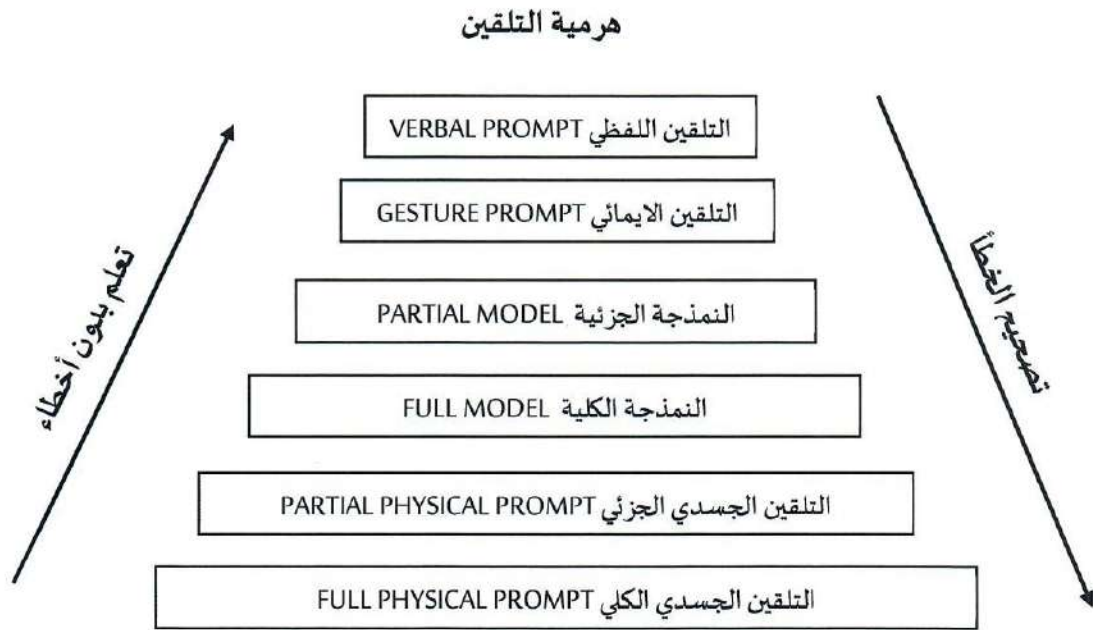 هرمية التلقين
التلقين اللفظي VERBAL PROMPT
التلقين الايمائي GESTURE PROMPT
النمذجة الجزئية PARTIAL MODEL
النمذجة الكلية FULL MODEL
التلقين الجسدي الجزئي PARTIAL PHYSICAL PROMPT
التلقين الجسدي الكلي FULL PHYSICAL PROMPT
تصحيح الخطأ
تعلم بدون أخطاء